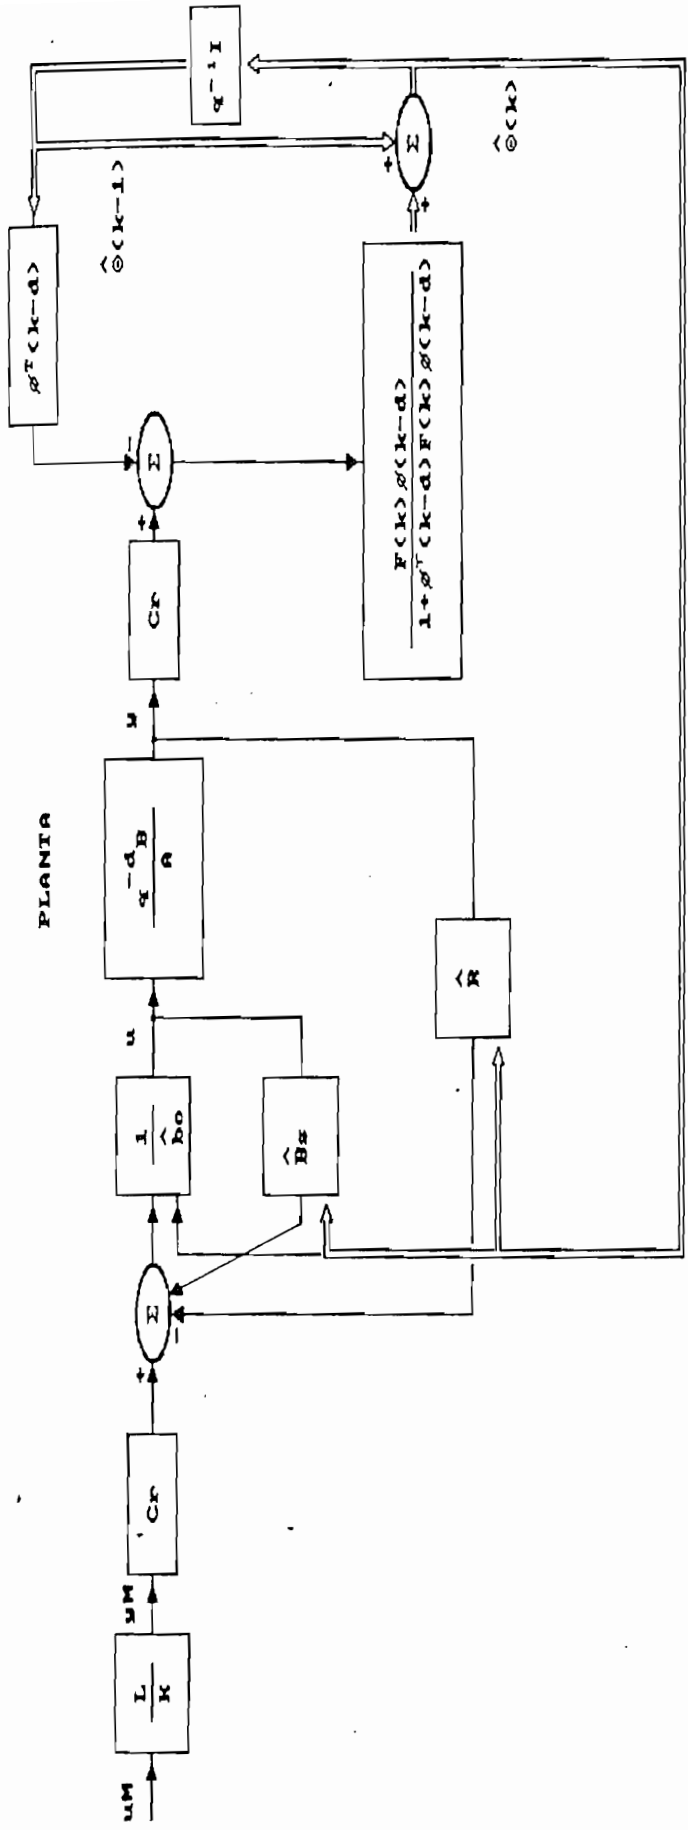 PLANTA
uM
L
K
yM
Cr
+
Σ
-
1
b̂o
u
B̂s
q^-d B
A
R̂
y
Cr
+
Σ
-
ø^T(k-d)
Θ̂(k-1)
F(k)ø(k-d)
1+ø^T(k-d)F(k)ø(k-d)
+
+
Σ
q^-1 I
Θ̂(k)